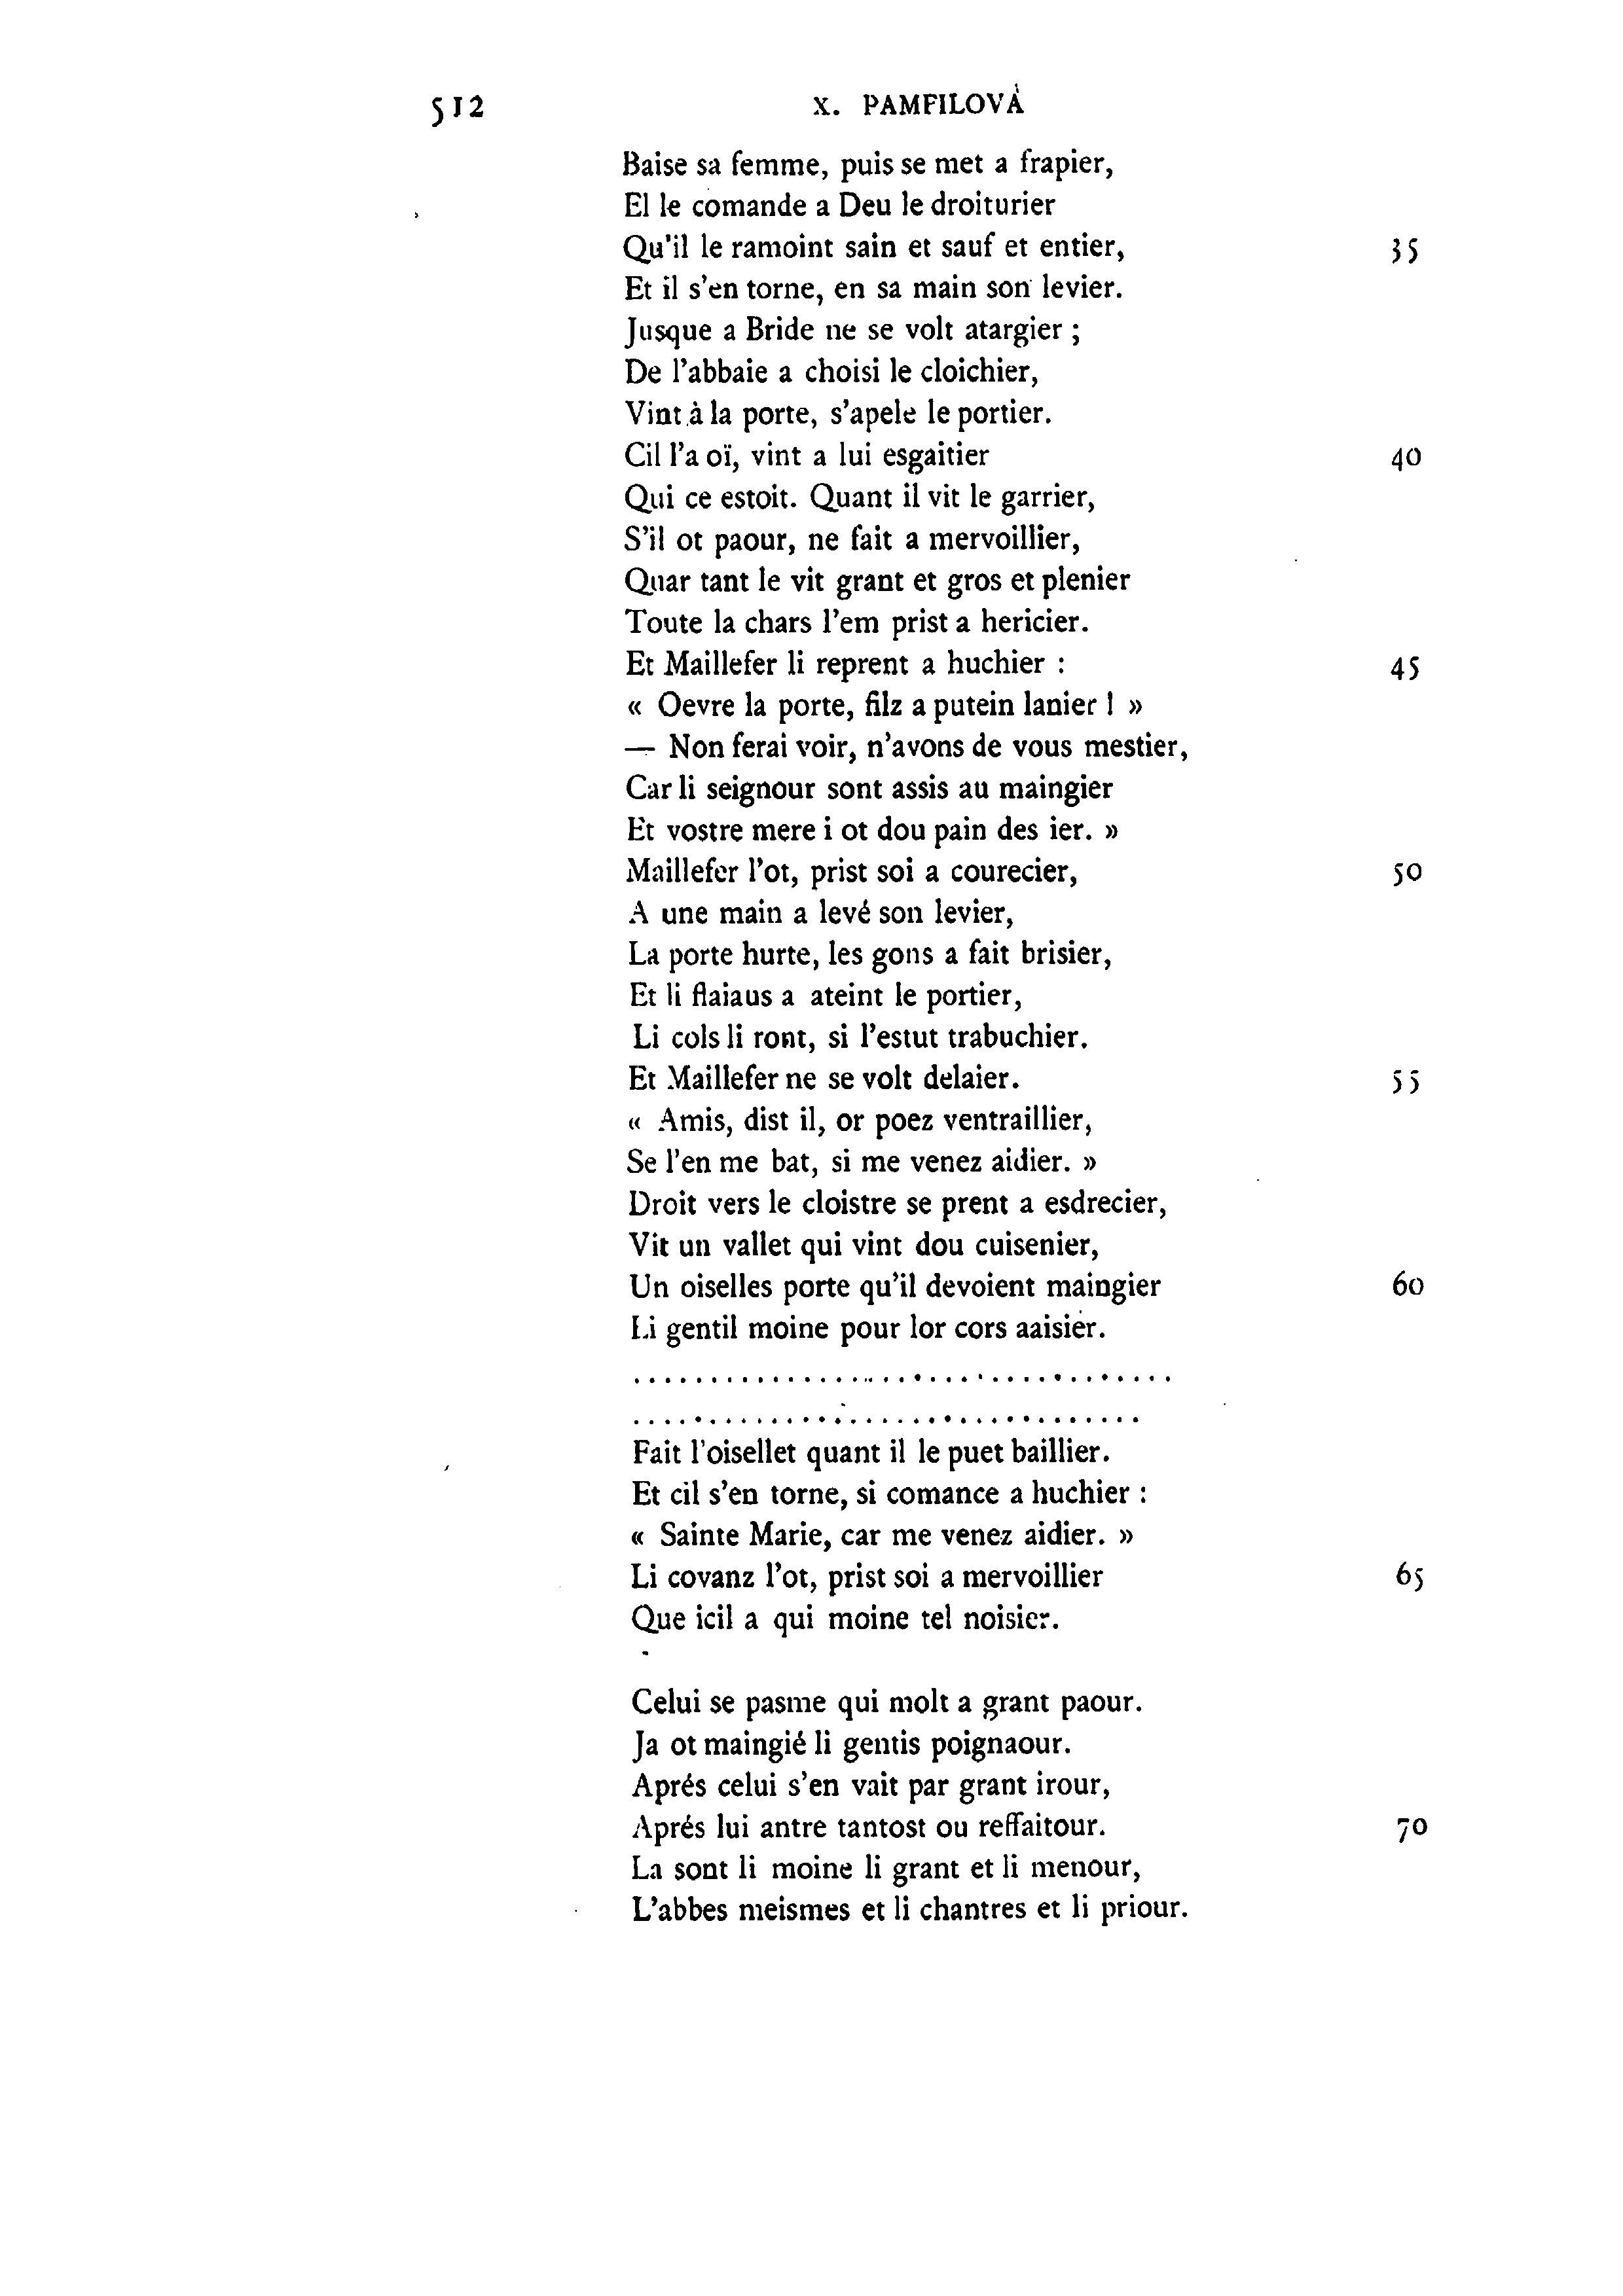 512 X. PAMFILOVÀ
Baise sa femme, puis se met a frapier,
El le comande a Deu le droiturier
Qu'il le ramoint sain et sauf et entier, 35
Et il s'en torne, en sa main son levier.
Jusque a Bride ne se volt atargier ;
De l'abbaie a choisi le cloichier,
Vint à la porte, s'apele le portier.
Cil l'a oï, vint a lui esgaitier 40
Qui ce estoit. Quant il vit le garrier,
S'il ot paour, ne fait a mervoillier,
Quar tant le vit grant et gros et plenier
Toute la chars l'em prist a hericier.
Et Maillefer li reprent a huchier : 45
« Oevre la porte, filz a putein lanier ! »
— Non ferai voir, n'avons de vous mestier,
Car li seignour sont assis au maingier
Et vostre mere i ot dou pain des ier. »
Maillefer l'ot, prist soi a courecier, 50
A une main a levé son levier,
La porte hurte, les gons a fait brisier,
Et li flaiaus a ateint le portier,
Li cols li ront, si l'estut trabuchier.
Et Maillefer ne se volt delaier. 55
« Amis, dist il, or poez ventraillier,
Se l'en me bat, si me venez aidier. »
Droit vers le cloistre se prent a esdrecier,
Vit un vallet qui vint dou cuisenier,
Un oiselles porte qu'il devoient maingier 60
Li gentil moine pour lor cors aaisier.
. . . . . . . . . . . . . . . . . . . . . . . . . . . . . . . . . . .
. . . . . . . . . . . . . . . . . . . . . . . . . . . . . . . . .
Fait l'oisellet quant il le puet baillier.
Et cil s'en torne, si comance a huchier :
« Sainte Marie, car me venez aidier. »
Li covanz l'ot, prist soi a mervoillier 65
Que icil a qui moine tel noisier.
Celui se pasme qui molt a grant paour.
Ja ot maingié li gentis poignaour.
Aprés celui s'en vait par grant irour,
Aprés lui antre tantost ou reffaitour. 70
La sont li moine li grant et li menour,
L'abbes meismes et li chantres et li priour.